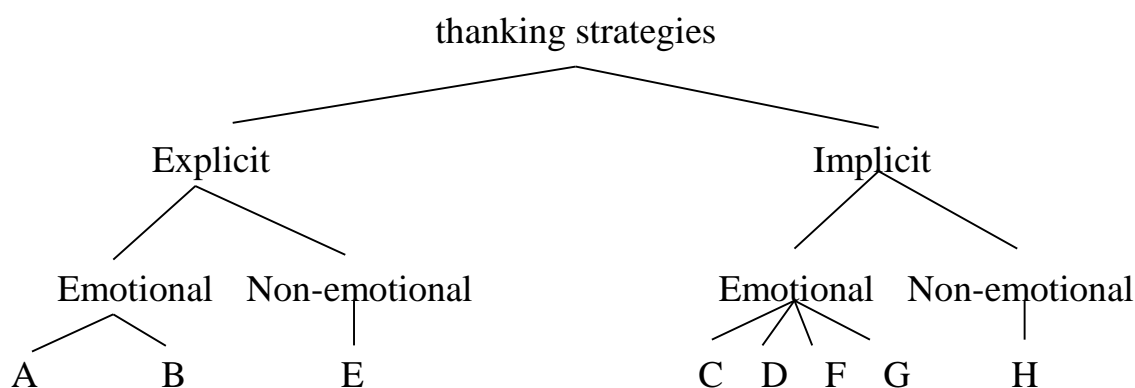 thanking strategies
Explicit Implicit
Emotional Non-emotional Emotional Non-emotional
A B E C D F G H